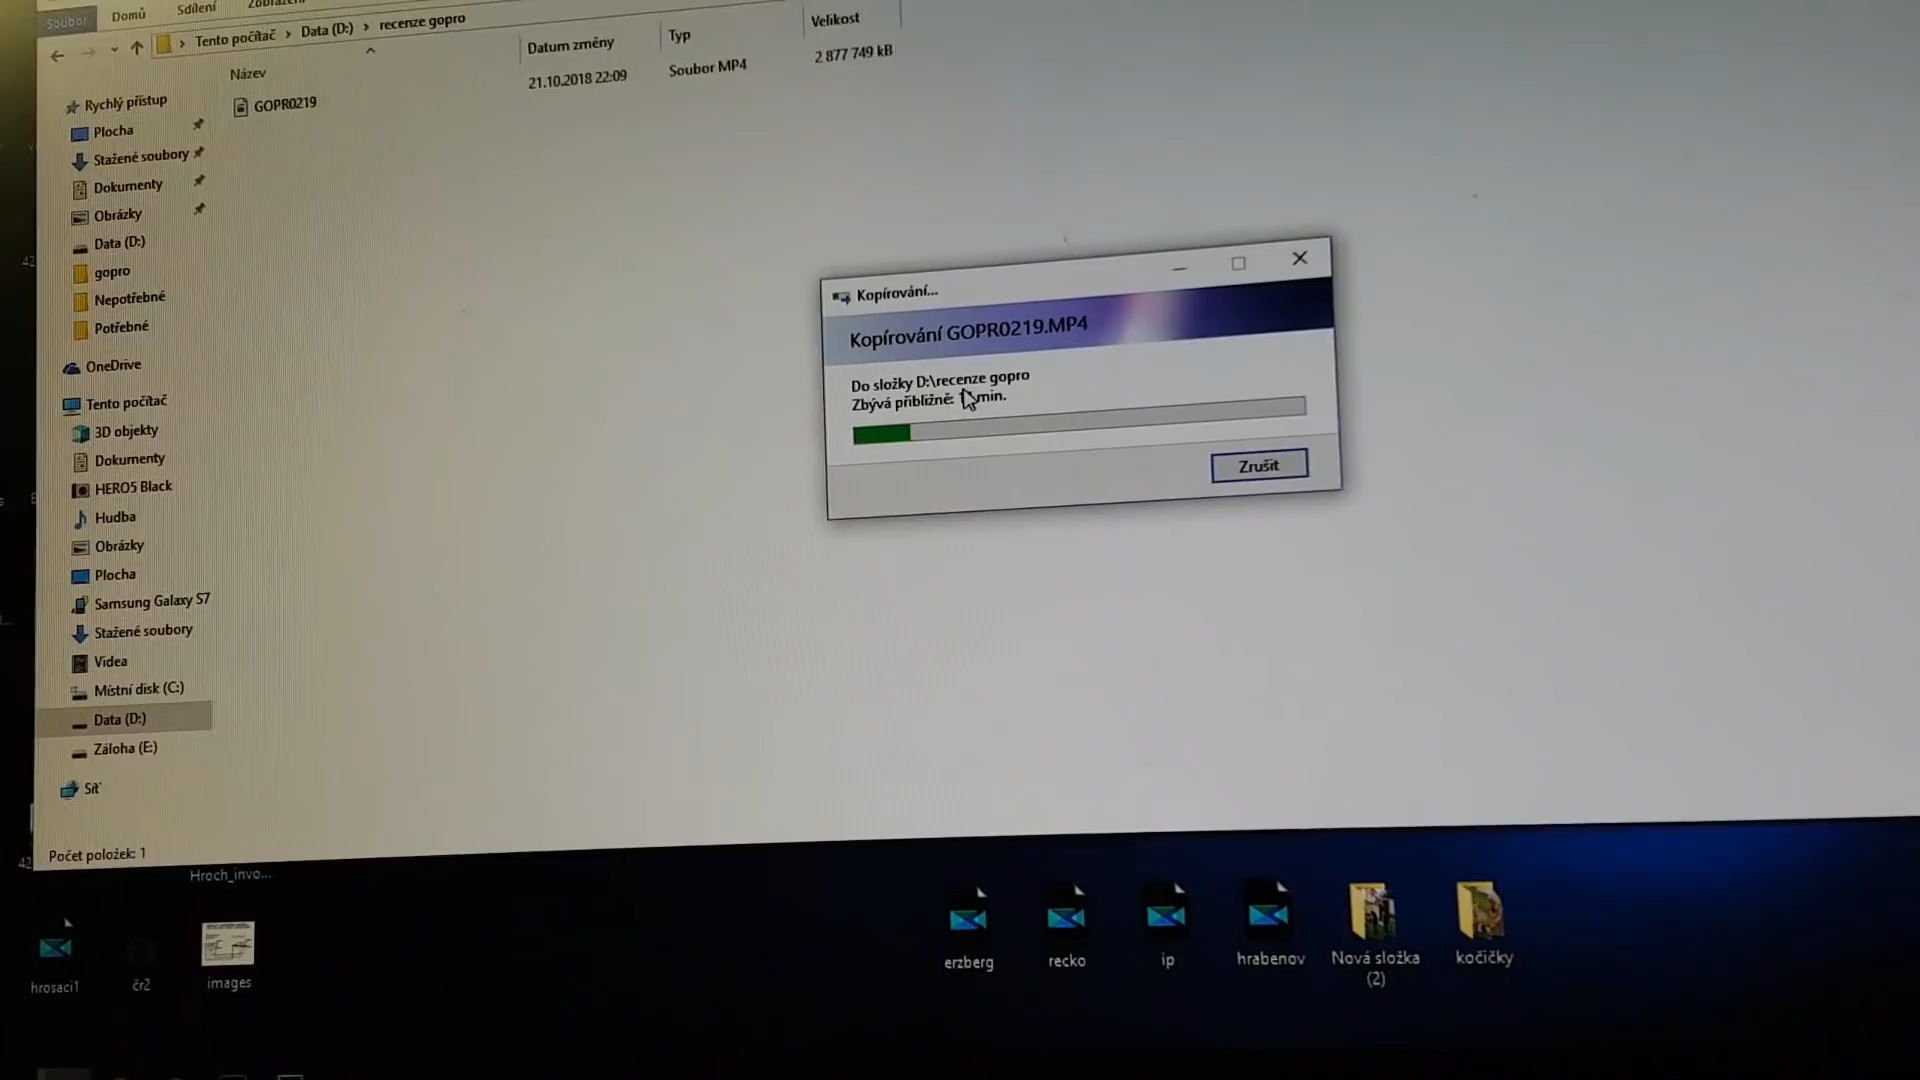 Soubor
Domů
Sdílení
Zobrazení
Tento počítač
Data (D:)
recenze gopro
Název
Datum změny
Typ
Velikost
GOPR0219
21.10.2018 22:09
Soubor MP4
2 877 749 kB
Rychlý přístup
Plocha
Stažené soubory
Dokumenty
Obrázky
Data (D:)
gopro
Nepotřebné
Potřebné
OneDrive
Tento počítač
3D objekty
Dokumenty
HERO5 Black
Hudba
Obrázky
Plocha
Samsung Galaxy S7
Stažené soubory
Videa
Místní disk (C:)
Data (D:)
Záloha (E:)
Síť
Počet položek: 1
Kopírování...
Kopírování GOPR0219.MP4
Do složky D:\recenze gopro
Zbývá přibližně: min.
Zrušit
42
42
Hroch_invo...
hrosaci1
čr2
images
erzberg
recko
ip
hrabenov
Nová složka
(2)
kočičky